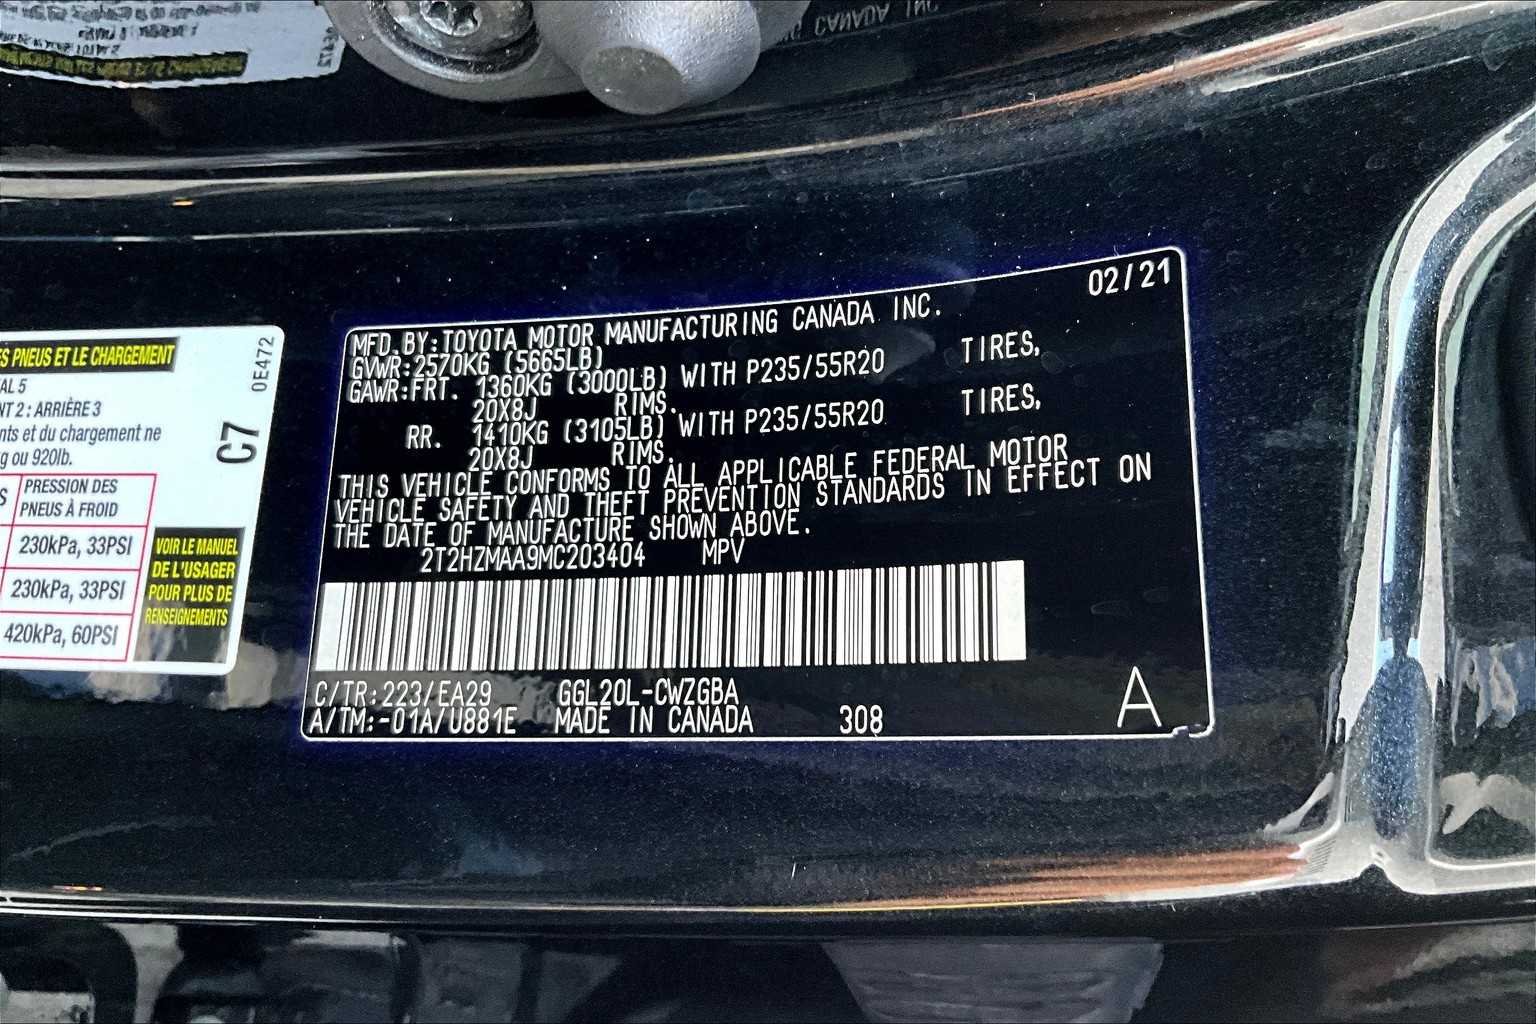 CANADA INC
02/21
MFD.BY:TOYOTA MOTOR MANUFACTURING CANADA INC.
GVWR:2570KG (5665LB)
GAWR:FRT. 1360KG (3000LB) WITH P235/55R20 TIRES,
20X8J RIMS.
RR. 1410KG (3105LB) WITH P235/55R20 TIRES,
20X8J RIMS.
THIS VEHICLE CONFORMS TO ALL APPLICABLE FEDERAL MOTOR
VEHICLE SAFETY AND THEFT PREVENTION STANDARDS IN EFFECT ON
THE DATE OF MANUFACTURE SHOWN ABOVE.
2T2HZMAA9MC203404 MPV
C/TR:223/EA29 GGL20L-CWZGBA
A/TM:-01A/U881E MADE IN CANADA 308
A
PNEUS ET LE CHARGEMENT
0E472
C7
5
2 : ARRIÈRE 3
et du chargement ne
ou 920lb.
PRESSION DES
PNEUS À FROID
230kPa, 33PSI
230kPa, 33PSI
420kPa, 60PSI
VOIR LE MANUEL
DE L'USAGER
POUR PLUS DE
RENSEIGNEMENTS